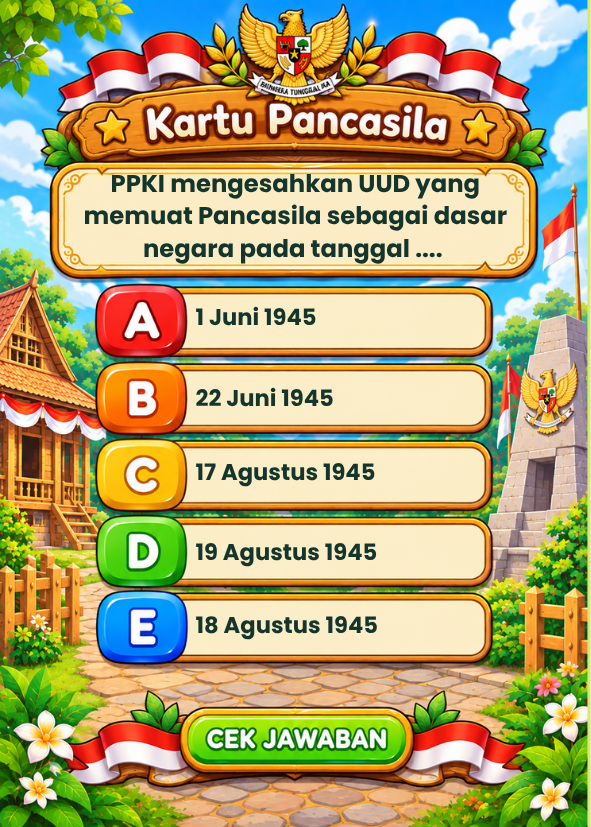 BHINNEKA TUNGGAL IKA
Kartu Pancasila
PPKI mengesahkan UUD yang
memuat Pancasila sebagai dasar
negara pada tanggal ....
A 1 Juni 1945
B 22 Juni 1945
C 17 Agustus 1945
D 19 Agustus 1945
E 18 Agustus 1945
CEK JAWABAN